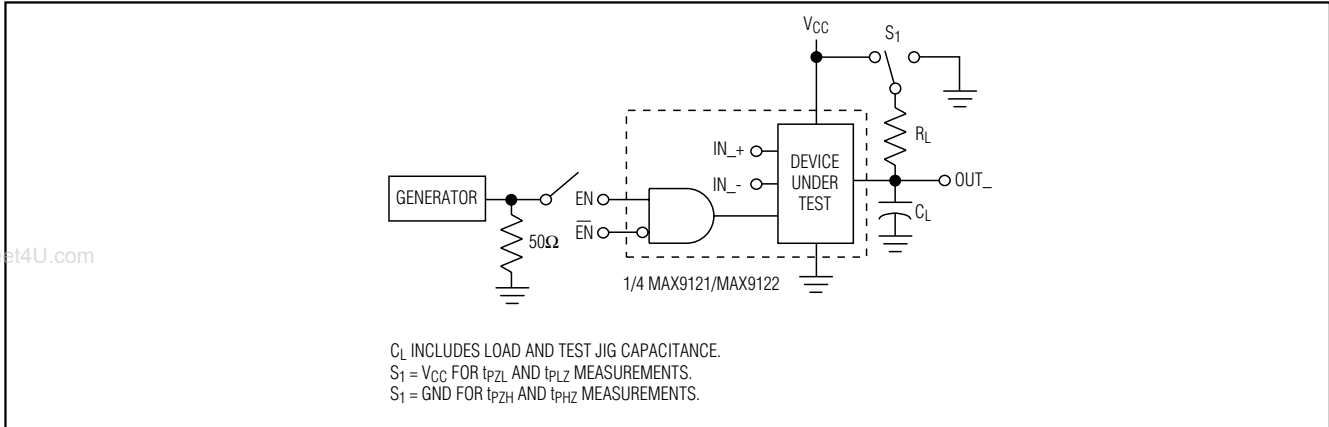 VCC
S1
RL
IN_+
IN_-
DEVICE
UNDER
TEST
OUT_
GENERATOR
EN
E̅N̅
50Ω
CL
et4U.com
1/4 MAX9121/MAX9122
CL INCLUDES LOAD AND TEST JIG CAPACITANCE.
S1 = VCC FOR tPZL AND tPLZ MEASUREMENTS.
S1 = GND FOR tPZH AND tPHZ MEASUREMENTS.